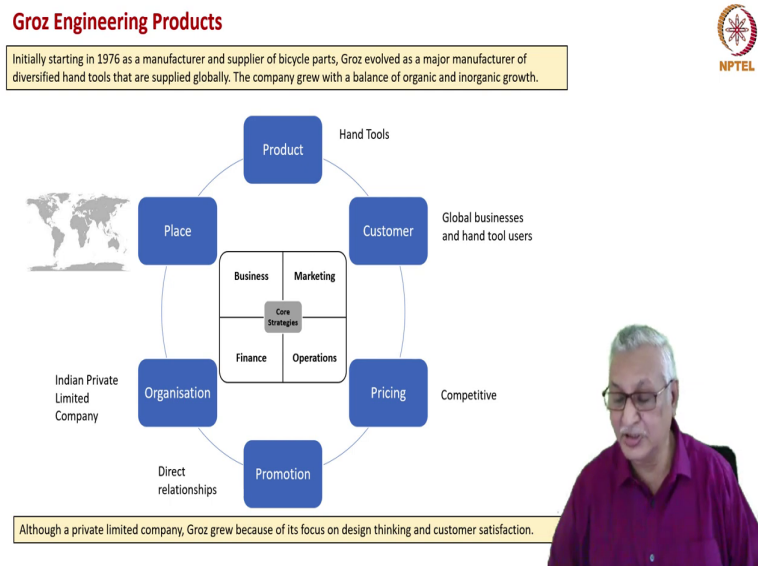 Groz Engineering Products
NPTEL
Initially starting in 1976 as a manufacturer and supplier of bicycle parts, Groz evolved as a major manufacturer of
diversified hand tools that are supplied globally. The company grew with a balance of organic and inorganic growth.
Product
Hand Tools
Place
Customer
Global businesses
and hand tool users
Business
Marketing
Core
Strategies
Finance
Operations
Indian Private
Limited
Company
Organisation
Pricing
Competitive
Direct
relationships
Promotion
Although a private limited company, Groz grew because of its focus on design thinking and customer satisfaction.